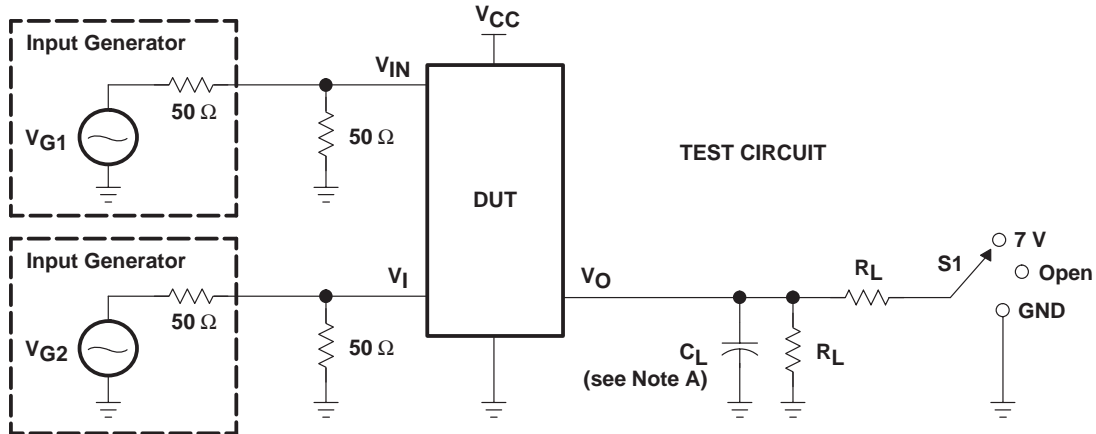 Input Generator
VG1
50 Ω
VIN
50 Ω
VCC
DUT
TEST CIRCUIT
Input Generator
VG2
50 Ω
VI
50 Ω
VO
CL
(see Note A)
RL
RL
S1
7 V
Open
GND